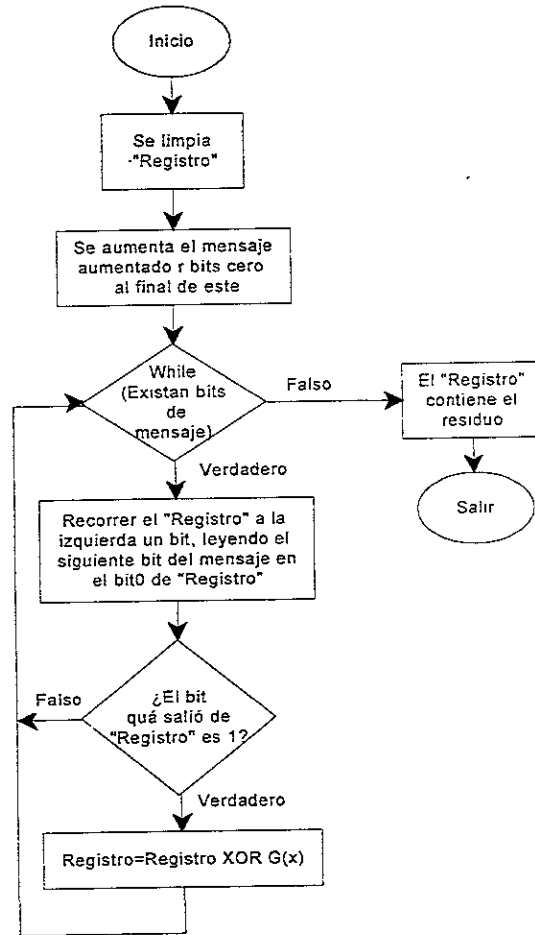 Inicio
Se limpia
-"Registro"
Se aumenta el mensaje
aumentado r bits cero
al final de este
While
(Existan bits
de
mensaje)
Falso
El "Registro"
contiene el
residuo
Salir
Verdadero
Recorrer el "Registro" a la
izquierda un bit, leyendo el
siguiente bit del mensaje en
el bit0 de "Registro"
Falso
¿El bit
quá salió de
"Registro" es 1?
Verdadero
Registro=Registro XOR G(x)